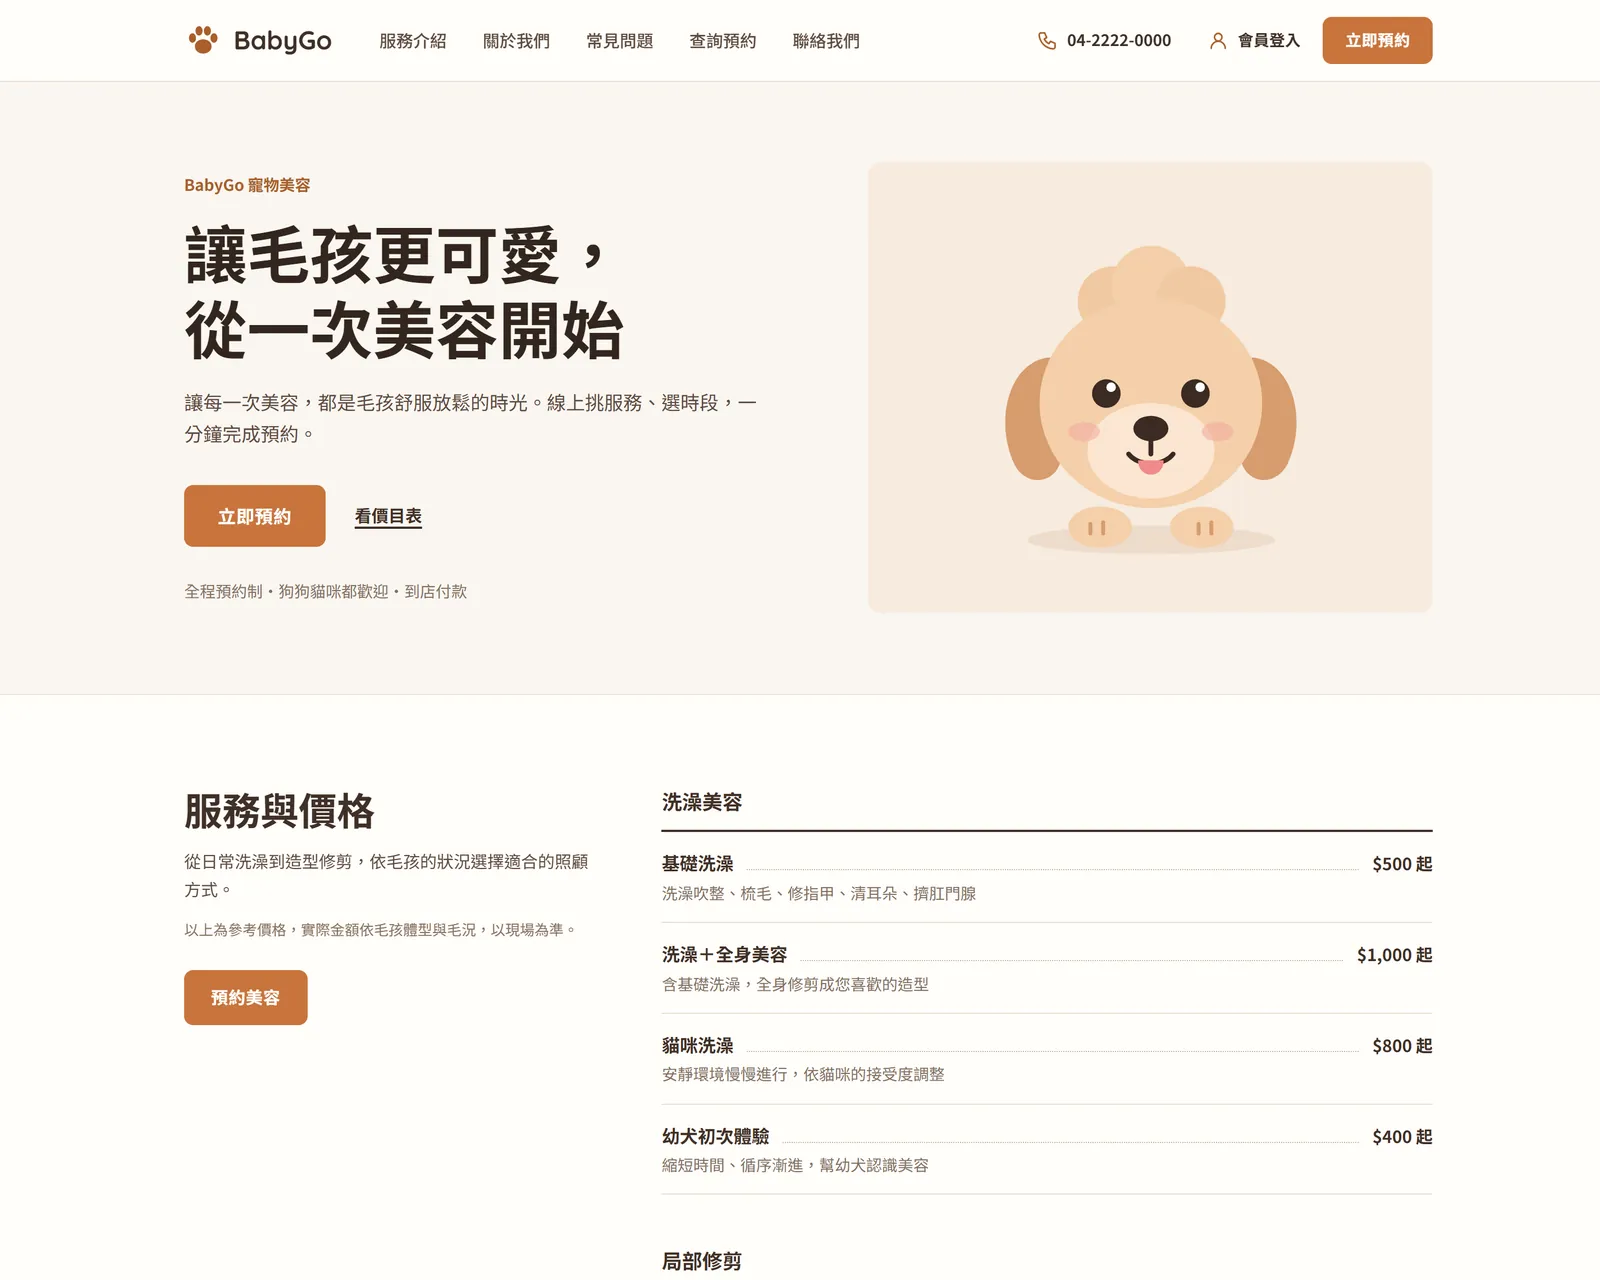 BabyGo
服務介紹
關於我們
常見問題
查詢預約
聯絡我們
04-2222-0000
會員登入
立即預約
BabyGo 寵物美容
讓毛孩更可愛，
從一次美容開始
讓每一次美容，都是毛孩舒服放鬆的時光。線上挑服務、選時段，一
分鐘完成預約。
立即預約
看價目表
全程預約制・狗狗貓咪都歡迎・到店付款
服務與價格
從日常洗澡到造型修剪，依毛孩的狀況選擇適合的照顧
方式。
以上為參考價格，實際金額依毛孩體型與毛況，以現場為準。
預約美容
洗澡美容
基礎洗澡 $500 起
洗澡吹整、梳毛、修指甲、清耳朵、擠肛門腺
洗澡＋全身美容 $1,000 起
含基礎洗澡，全身修剪成您喜歡的造型
貓咪洗澡 $800 起
安靜環境慢慢進行，依貓咪的接受度調整
幼犬初次體驗 $400 起
縮短時間、循序漸進，幫幼犬認識美容
局部修剪